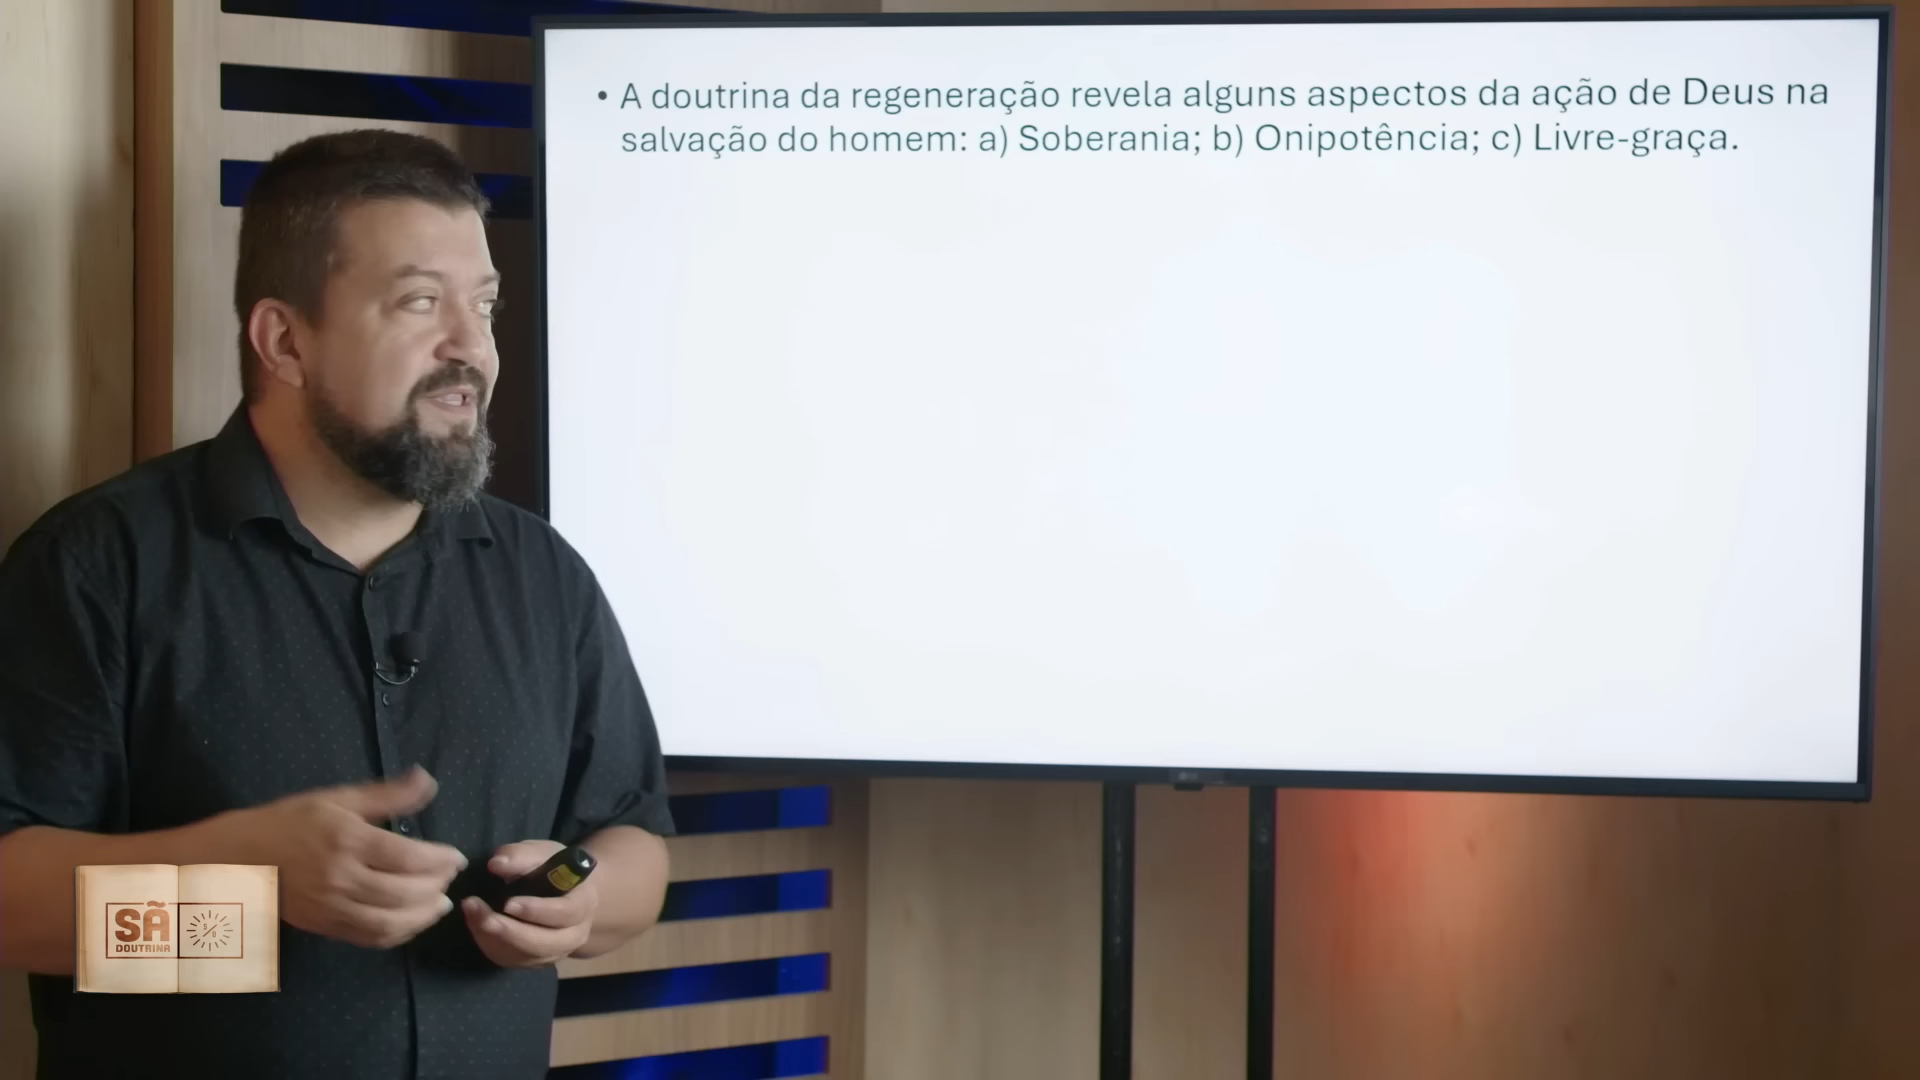 • A doutrina da regeneração revela alguns aspectos da ação de Deus na
salvação do homem: a) Soberania; b) Onipotência; c) Livre-graça.
SÃ
DOUTRINA